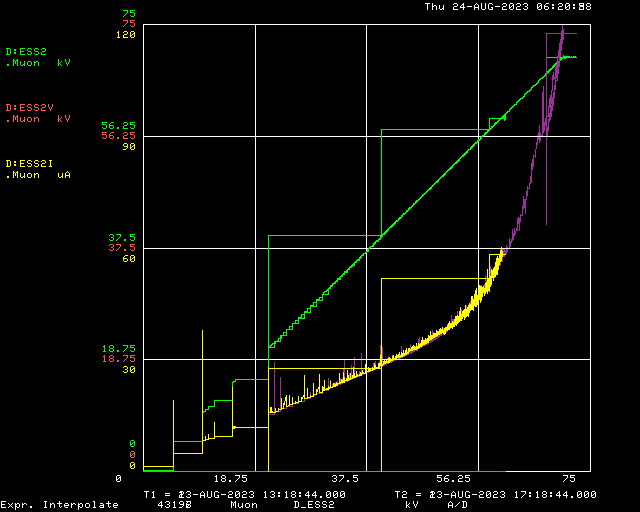 Thu 24-AUG-2023 06:20:
75
75
120
D:ESS2
.Muon kV
D:ESS2V
.Muon kV
56.25
56.25
90
D:ESS2I
.Muon uA
37.5
37.5
60
18.75
18.75
30
0
0
0
0 18.75 37.5 56.25 75
T1 = 23-AUG-2023 13:18:44.000 T2 = 23-AUG-2023 17:18:44.000
Expr. Interpolate Muon D_ESS2 kV A/D